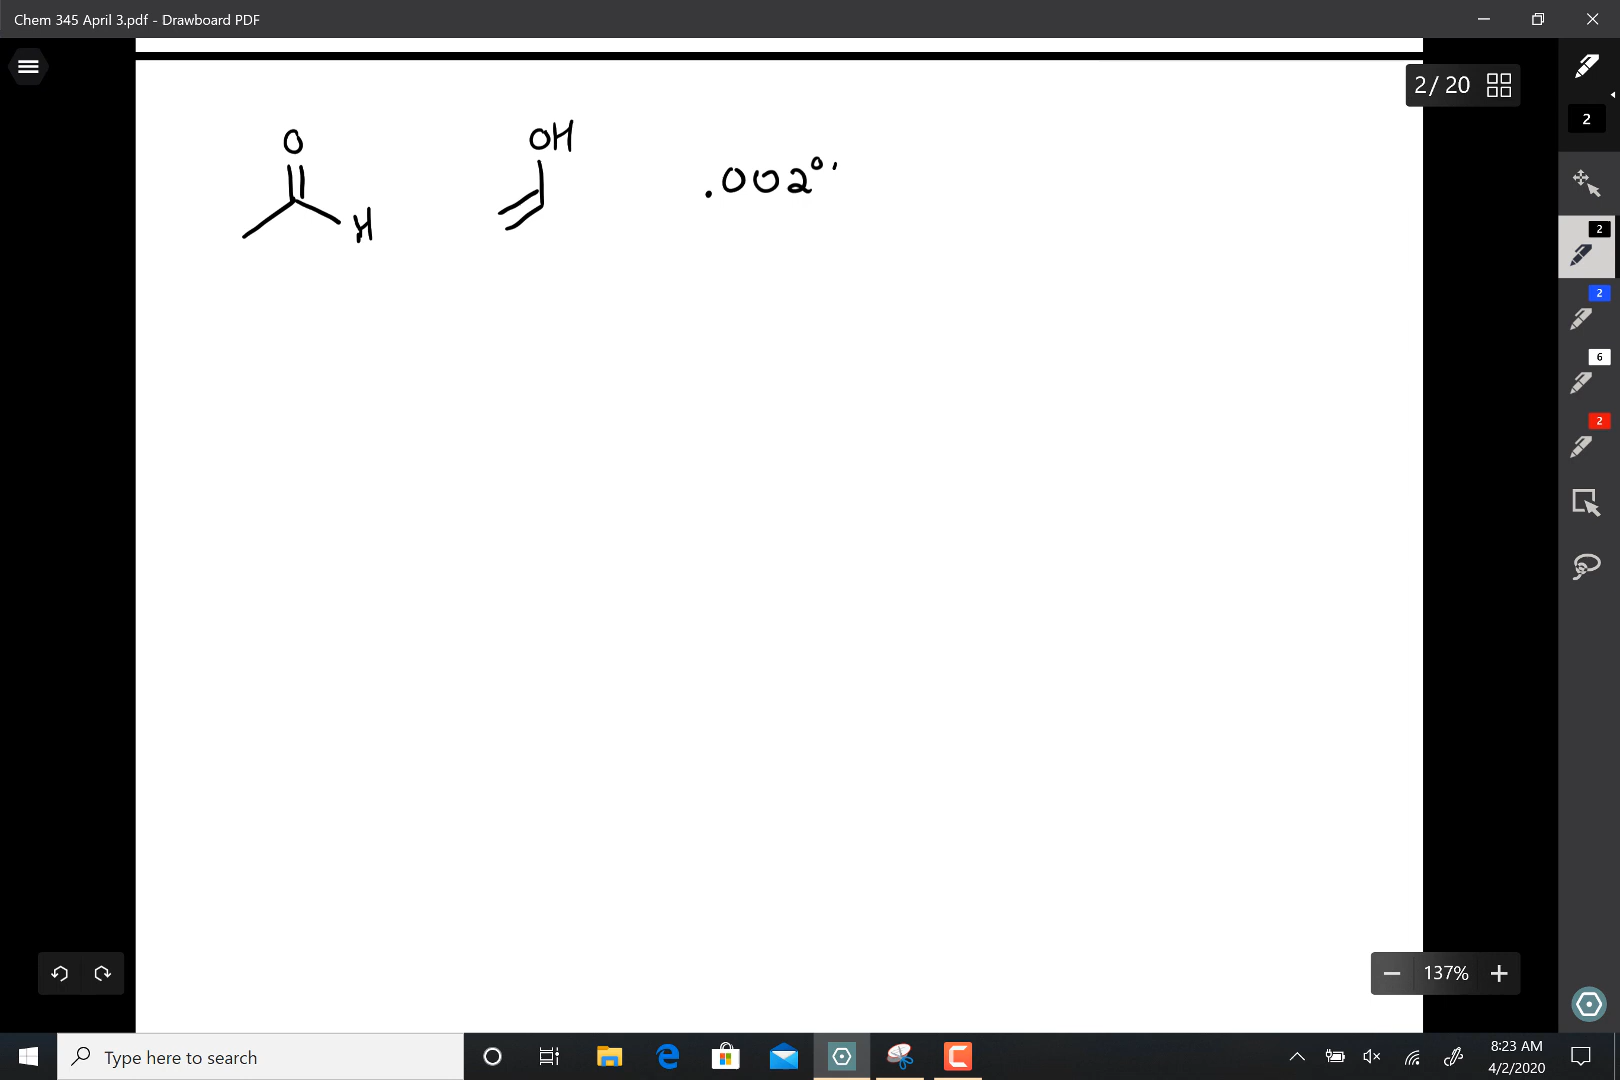 Chem 345 April 3.pdf - Drawboard PDF
2 / 20
2
2
2
6
2
O
H
OH
.002°
137%
Type here to search
8:23 AM
4/2/2020